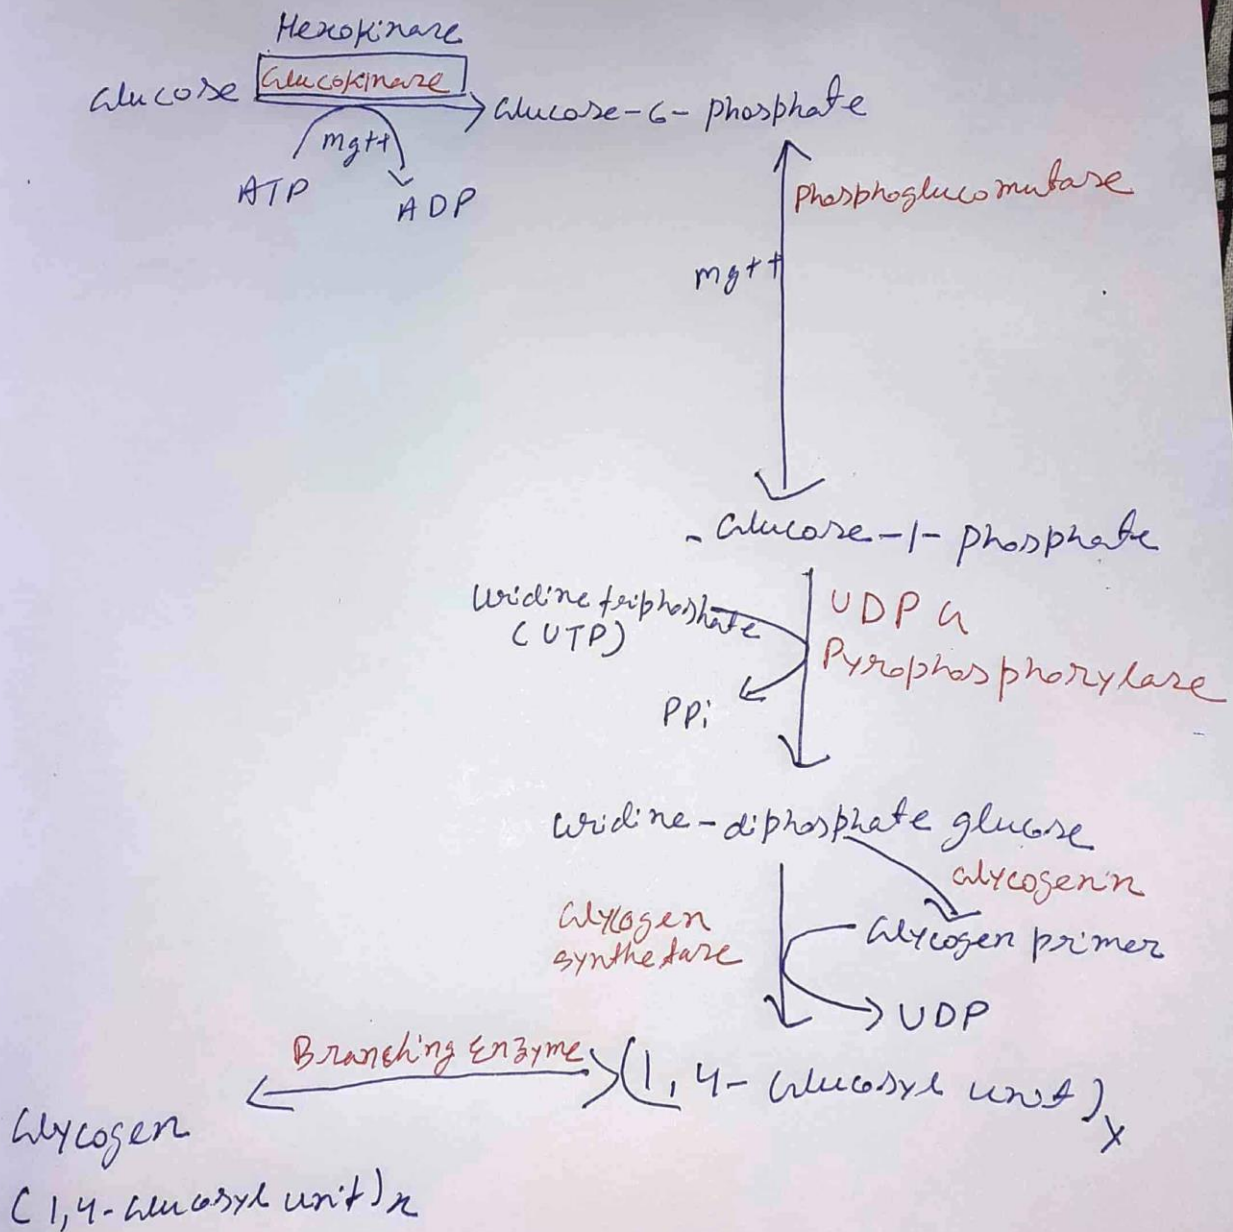 Hexokinase
Glucose Glucokinase Glucose-6-phosphate
mg++
ATP ADP
Phosphoglucomutase
mg++
Glucose-1-phosphate
Uridine triphoshate UDP G
(UTP) Pyrophosphorylase
PPi
Uridine-diphosphate glucose
Glycogenin
Glycogen Glycogen primer
synthetase
UDP
Branching Enzyme (1,4-Glucosyl unit)x
Glycogen
(1,4-Glucosyl unit)x